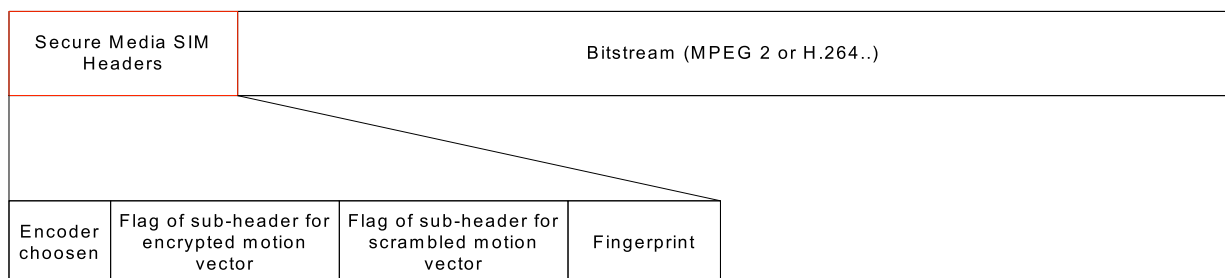 Secure Media SIM
Headers
Bitstream (MPEG 2 or H.264..)
Encoder
choosen
Flag of sub-header for
encrypted motion
vector
Flag of sub-header for
scrambled motion
vector
Fingerprint